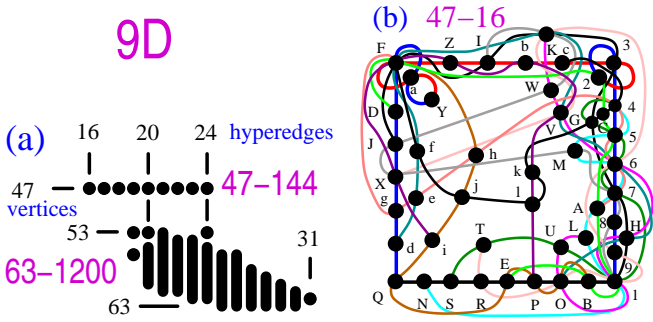 9D
(a)
16 20 24 hyperedges
47 47-144
vertices
53 31
63-1200
63
(b) 47-16
F Z I b K c 3
a W 2
Y
D G 4
V 5
J f h M 6
X k
g e j l A 7
8 H
d i T U L 9
Q N S R E P O B 1